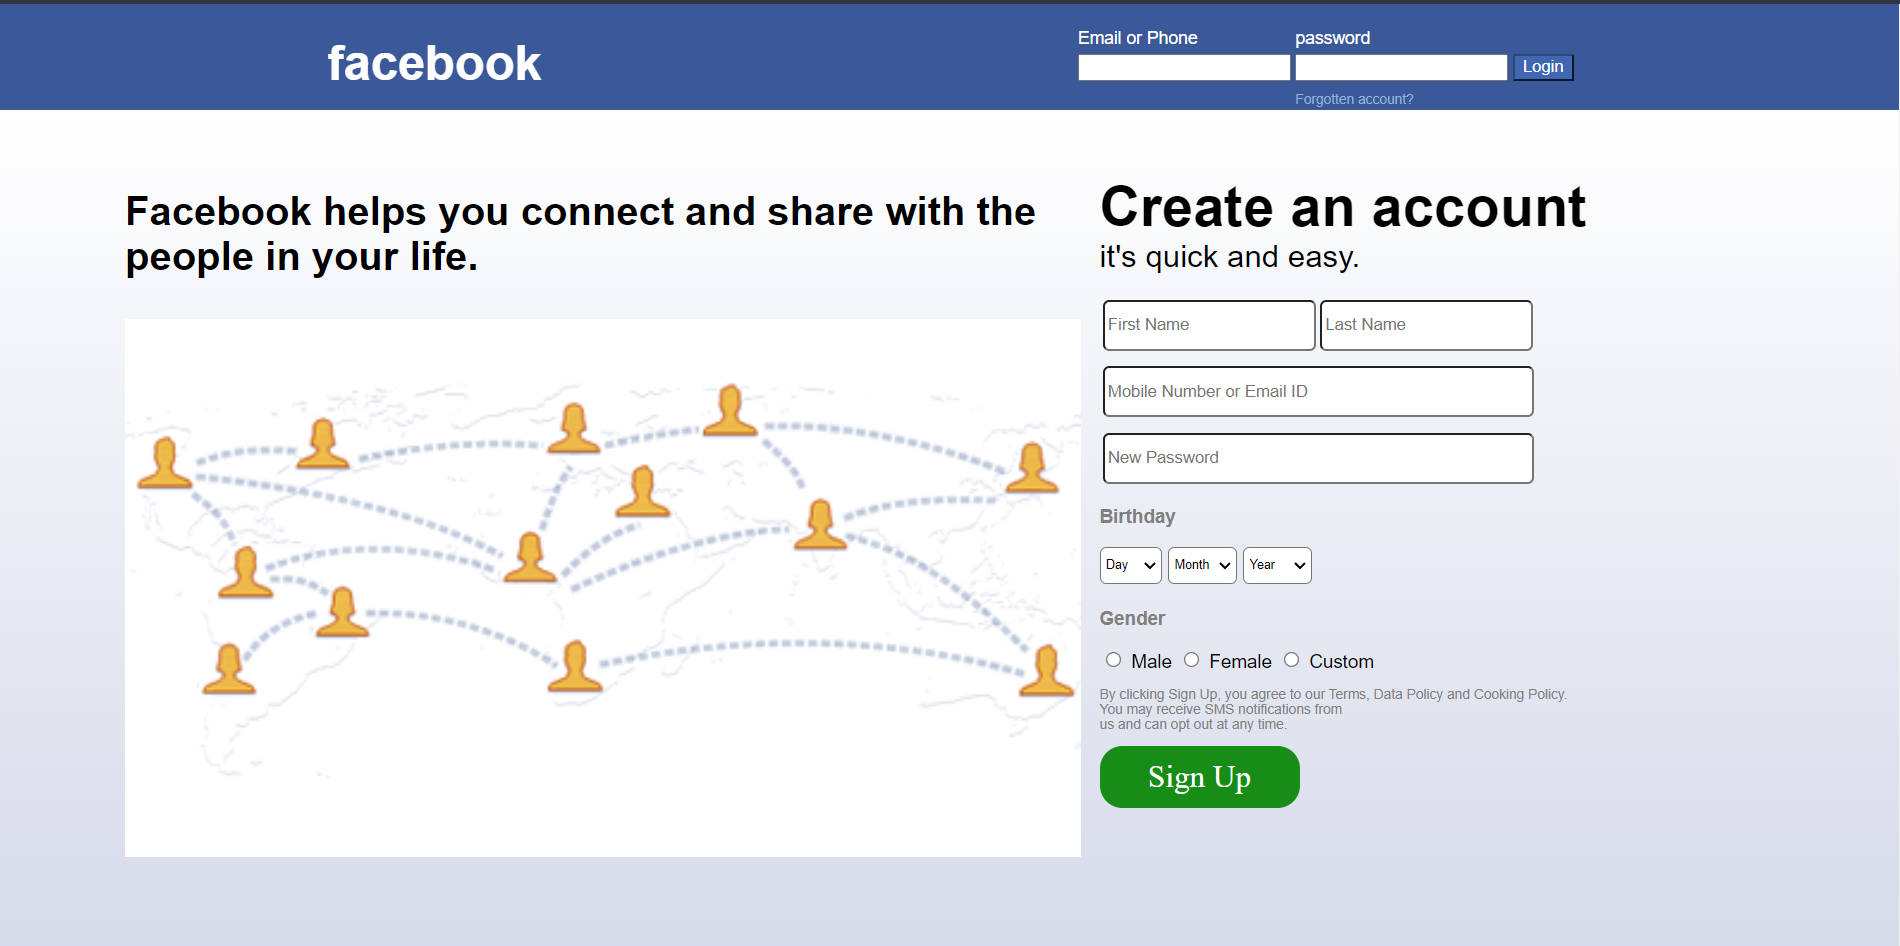 facebook
Email or Phone password
Login
Forgotten account?
Facebook helps you connect and share with the
people in your life.
Create an account
it's quick and easy.
First Name Last Name
Mobile Number or Email ID
New Password
Birthday
Day Month Year
Gender
Male Female Custom
By clicking Sign Up, you agree to our Terms, Data Policy and Cooking Policy.
You may receive SMS notifications from
us and can opt out at any time.
Sign Up